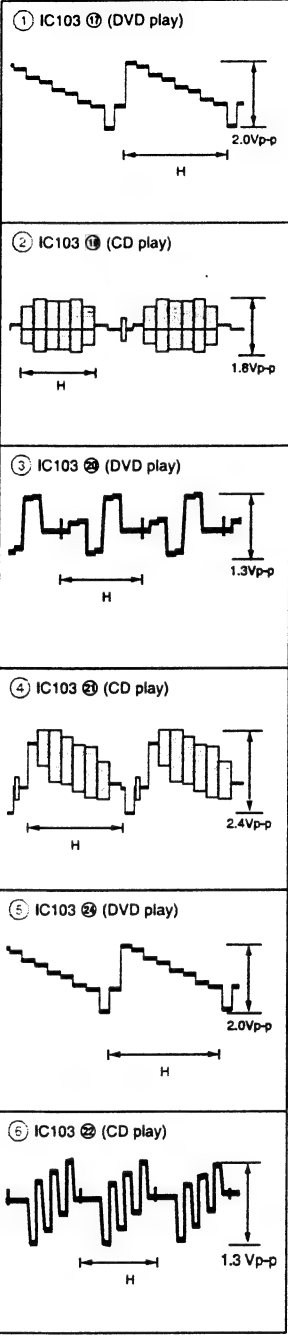 ① IC103 ⑰ (DVD play)
2.0Vp-p
H
② IC103 ⑲ (CD play)
1.8Vp-p
H
③ IC103 ⑳ (DVD play)
1.3Vp-p
H
④ IC103 ㉑ (CD play)
2.4Vp-p
H
⑤ IC103 ㉔ (DVD play)
2.0Vp-p
H
⑥ IC103 ㉒ (CD play)
1.3 Vp-p
H